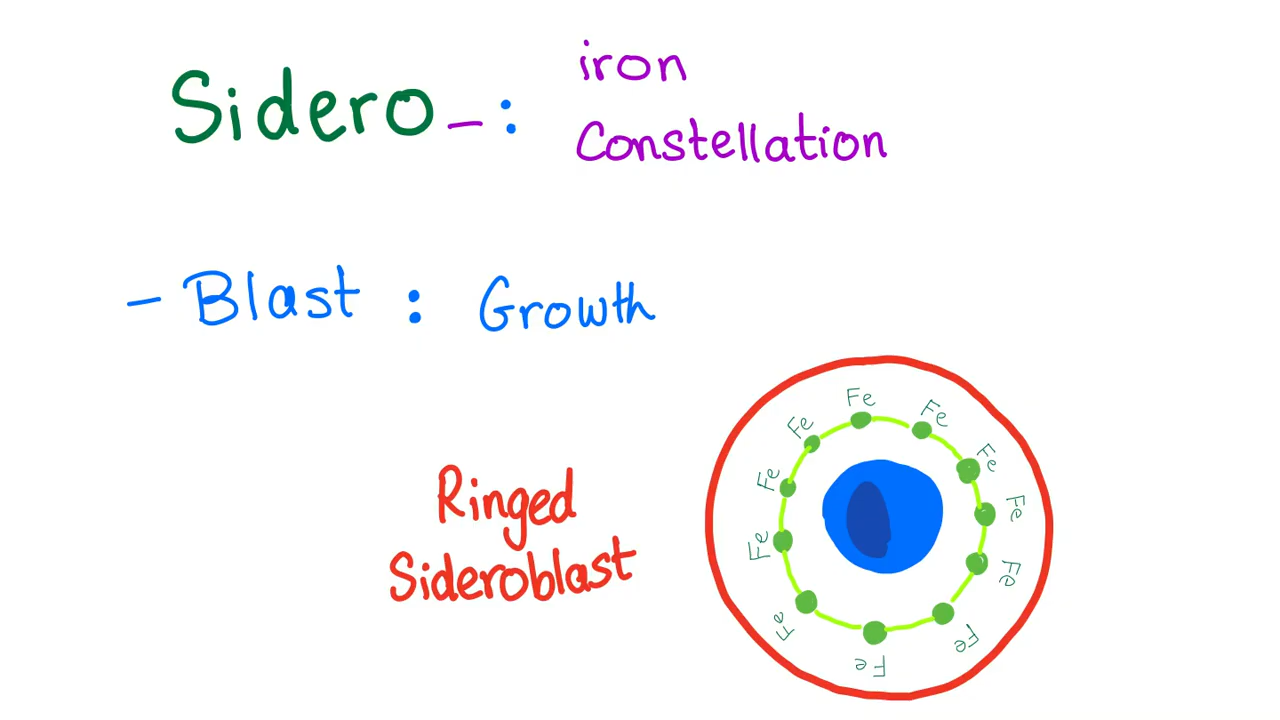 Sidero - :
iron
Constellation
- Blast : Growth
Ringed
Sideroblast
Fe
Fe
Fe
Fe
Fe
Fe
Fe
Fe
Fe
Fe
Fe